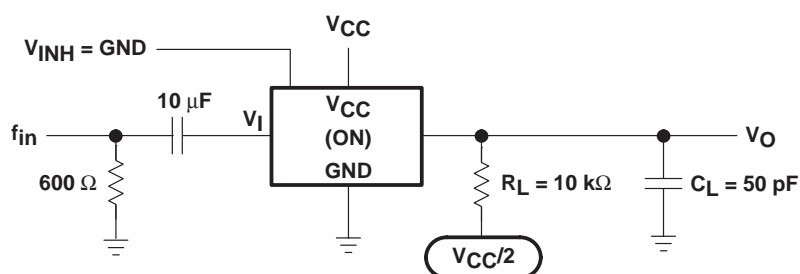 VCC
VINH = GND
10 μF
VI
VCC
(ON)
GND
fin
VO
600 Ω
RL = 10 kΩ
CL = 50 pF
VCC/2